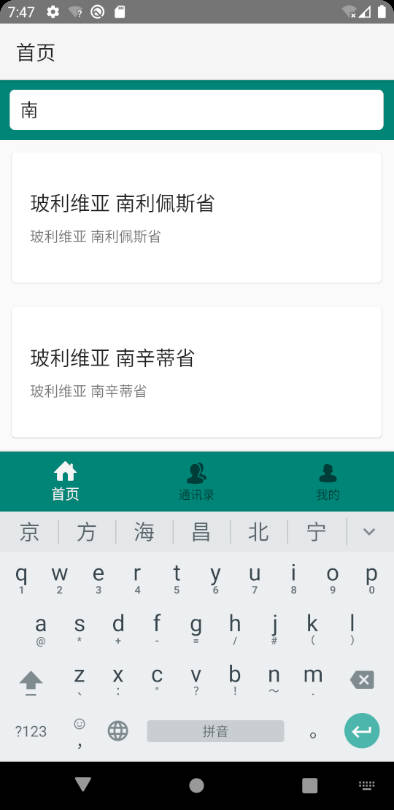 7:47
首页
南
玻利维亚 南利佩斯省
玻利维亚 南利佩斯省
玻利维亚 南辛蒂省
玻利维亚 南辛蒂省
首页 通讯录 我的
京 方 海 昌 北 宁
q w e r t y u i o p
1 2 3 4 5 6 7 8 9 0
a s d f g h j k l
@ * + - = / # ( )
z x c v b n m
、 : " ? ! ~ .
?123 , 拼音 。